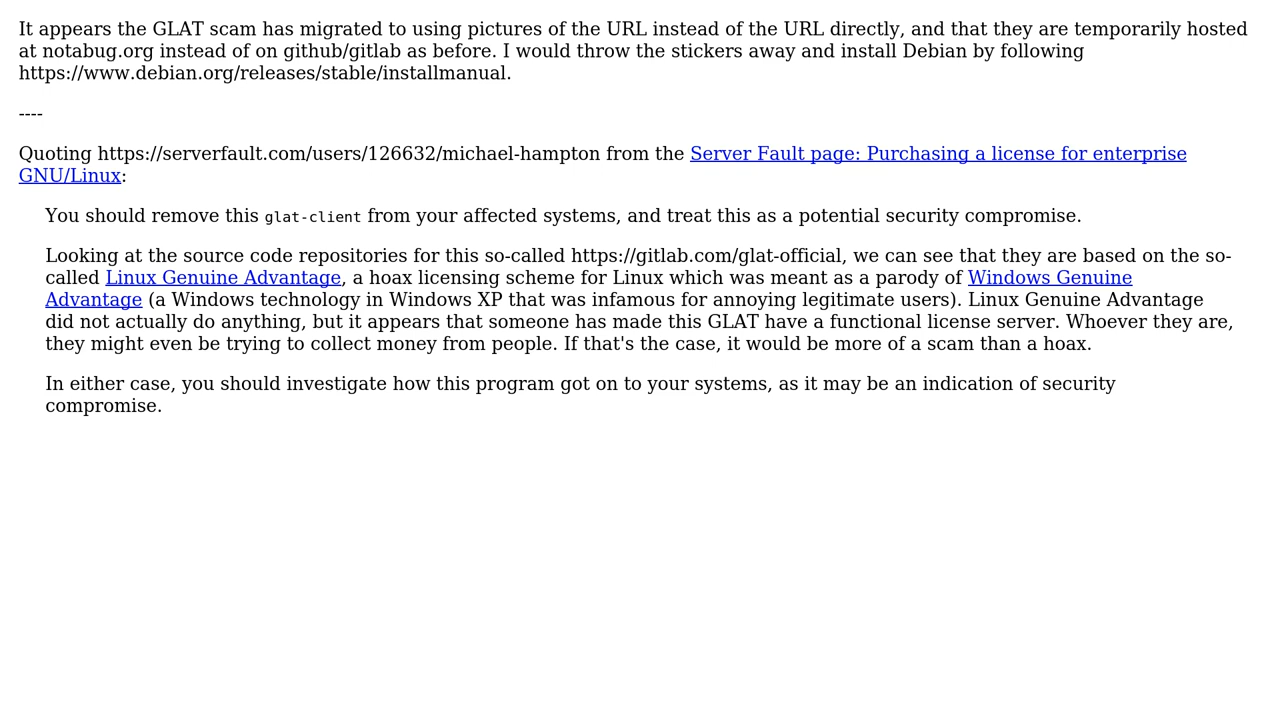 It appears the GLAT scam has migrated to using pictures of the URL instead of the URL directly, and that they are temporarily hosted
at notabug.org instead of on github/gitlab as before. I would throw the stickers away and install Debian by following
https://www.debian.org/releases/stable/installmanual.
----
Quoting https://serverfault.com/users/126632/michael-hampton from the Server Fault page: Purchasing a license for enterprise
GNU/Linux:
You should remove this glat-client from your affected systems, and treat this as a potential security compromise.
Looking at the source code repositories for this so-called https://gitlab.com/glat-official, we can see that they are based on the so-
called Linux Genuine Advantage, a hoax licensing scheme for Linux which was meant as a parody of Windows Genuine
Advantage (a Windows technology in Windows XP that was infamous for annoying legitimate users). Linux Genuine Advantage
did not actually do anything, but it appears that someone has made this GLAT have a functional license server. Whoever they are,
they might even be trying to collect money from people. If that's the case, it would be more of a scam than a hoax.
In either case, you should investigate how this program got on to your systems, as it may be an indication of security
compromise.